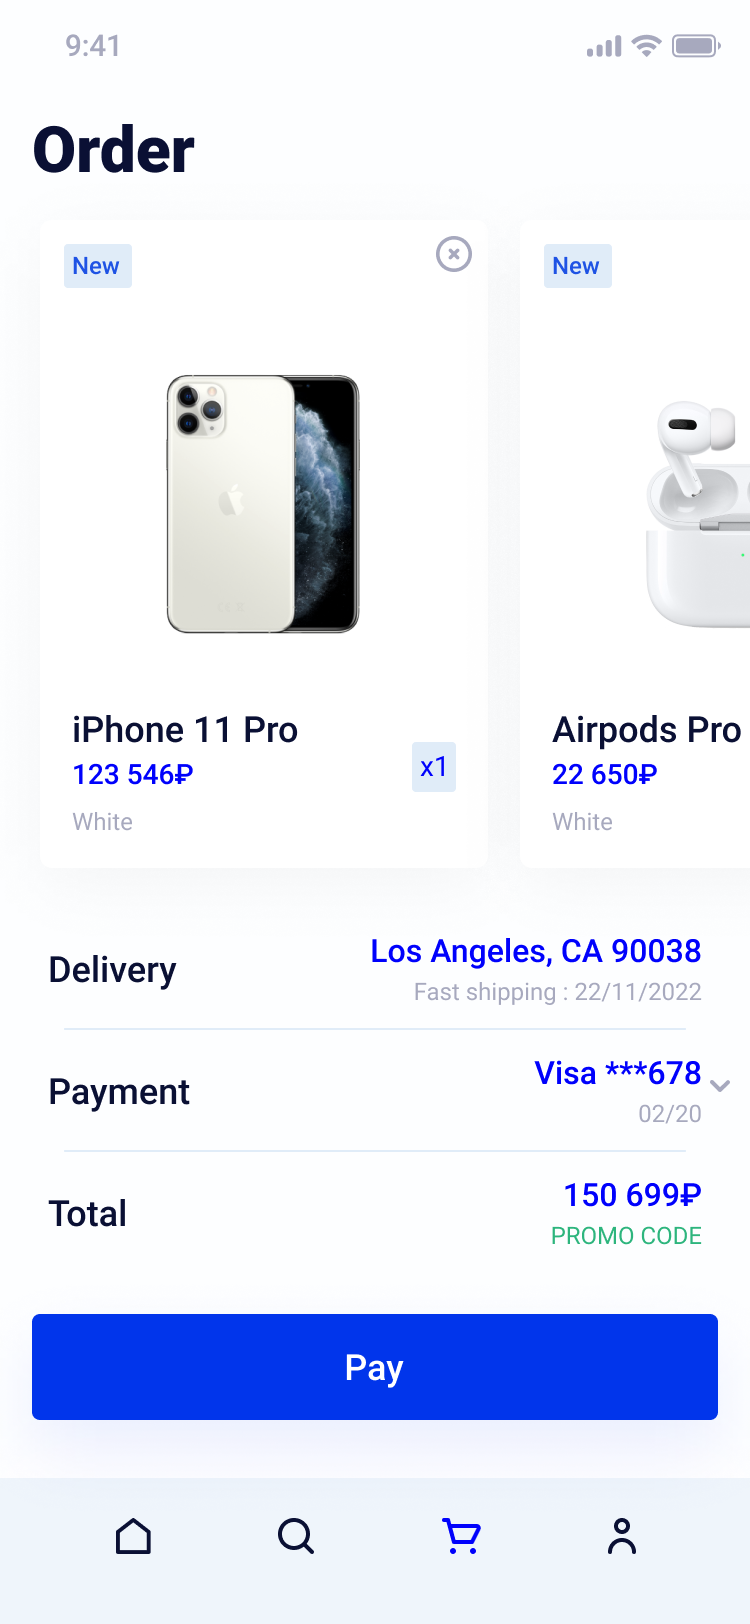 9:41
Order
New
iPhone 11 Pro
123 546₽
x1
White
New
Airpods Pro
22 650₽
White
Delivery
Los Angeles, CA 90038
Fast shipping : 22/11/2022
Payment
Visa ***678
02/20
Total
150 699₽
PROMO CODE
Pay